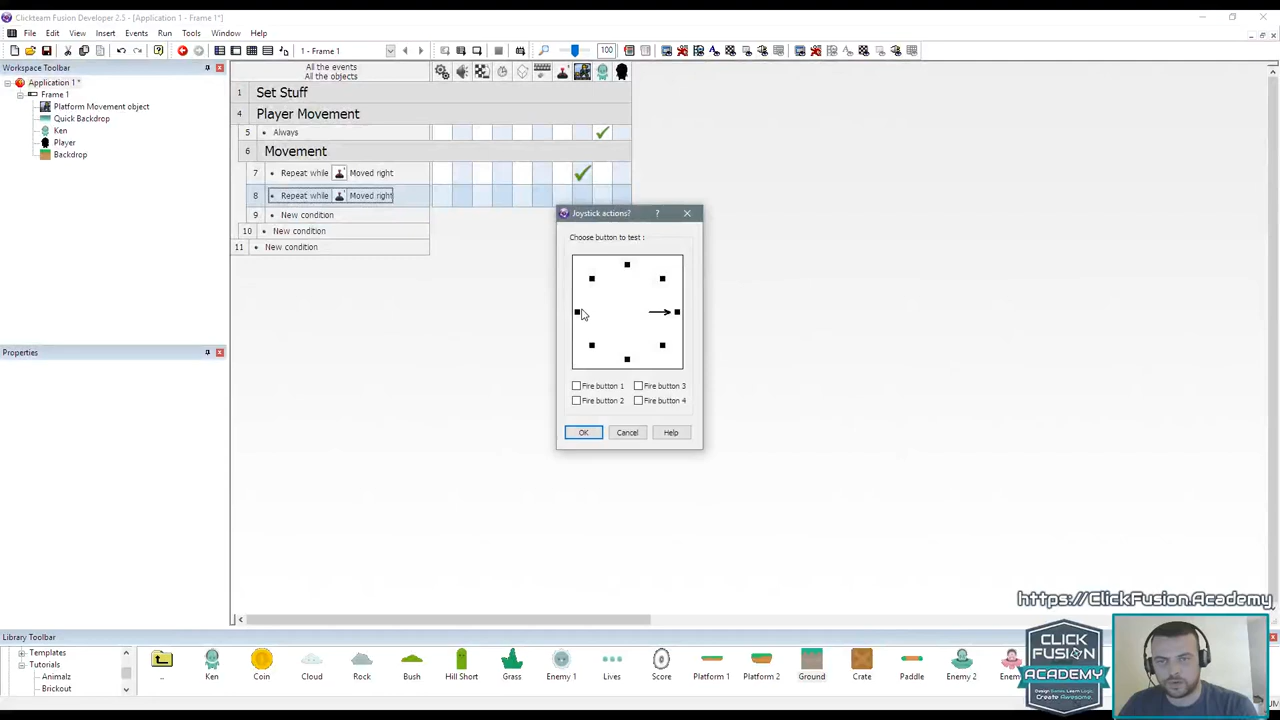 Clickteam Fusion Developer 2.5 - [Application 1 - Frame 1*]
File Edit View Insert Events Run Tools Window Help
1 - Frame 1
100
Workspace Toolbar
Application 1 *
Frame 1
Platform Movement object
Quick Backdrop
Ken
Player
Backdrop
Properties
All the events
All the objects
1 Set Stuff
4 Player Movement
5 • Always
6 Movement
7 • Repeat while Moved right
8 • Repeat while Moved right
9 • New condition
10 • New condition
11 • New condition
Joystick actions?
Choose button to test :
Fire button 1 Fire button 3
Fire button 2 Fire button 4
OK Cancel Help
https://ClickFusion.Academy
Library Toolbar
Templates
Tutorials
Animalz
Brickout
.. Ken Coin Cloud Rock Bush Hill Short Grass Enemy 1 Lives Score Platform 1 Platform 2 Ground Crate Paddle Enemy 2
CLICK
FUSION
ACADEMY